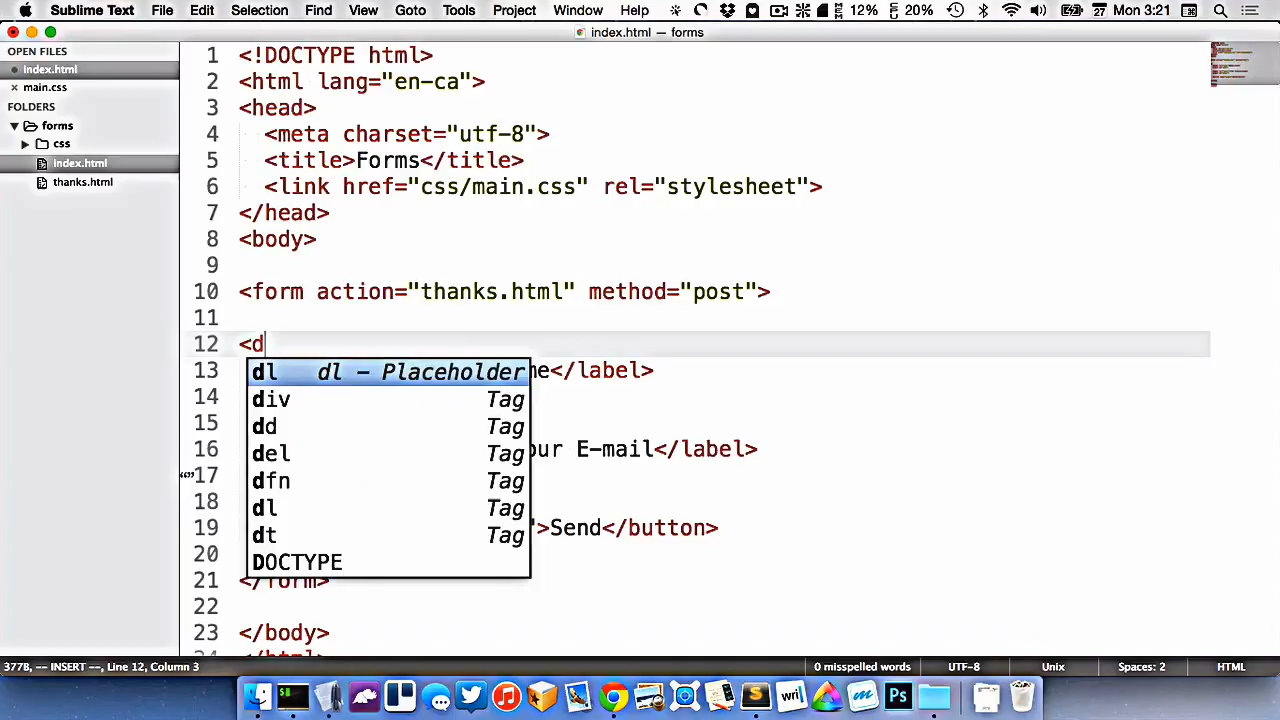 Sublime Text File Edit Selection Find View Goto Tools Project Window Help 12% 20% 27 Mon 3:21
index.html — forms
OPEN FILES
index.html
× main.css
FOLDERS
forms
css
index.html
thanks.html
1 <!DOCTYPE html>
2 <html lang="en-ca">
3 <head>
4 <meta charset="utf-8">
5 <title>Forms</title>
6 <link href="css/main.css" rel="stylesheet">
7 </head>
8 <body>
9
10 <form action="thanks.html" method="post">
11
12 <d
dl dl — Placeholder
div Tag
dd Tag
del Tag
dfn Tag
dl Tag
dt Tag
DOCTYPE
13 me</label>
14
15
16 our E-mail</label>
17
18
19 ">Send</button>
20
21 </form>
22
23 </body>
24 </html>
377B, -- INSERT --, Line 12, Column 3 0 misspelled words UTF-8 Unix Spaces: 2 HTML
wri Ps